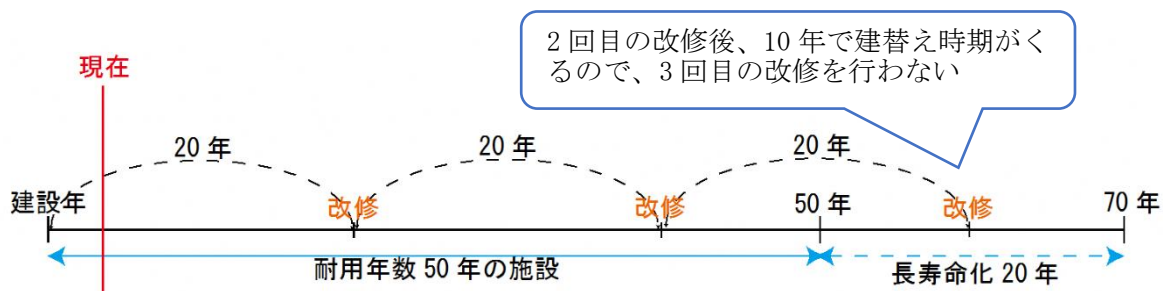 2回目の改修後、10年で建替え時期がく
るので、3回目の改修を行わない
現在
20年
20年
20年
建設年
改修
改修
50年
改修
70年
耐用年数50年の施設
長寿命化20年